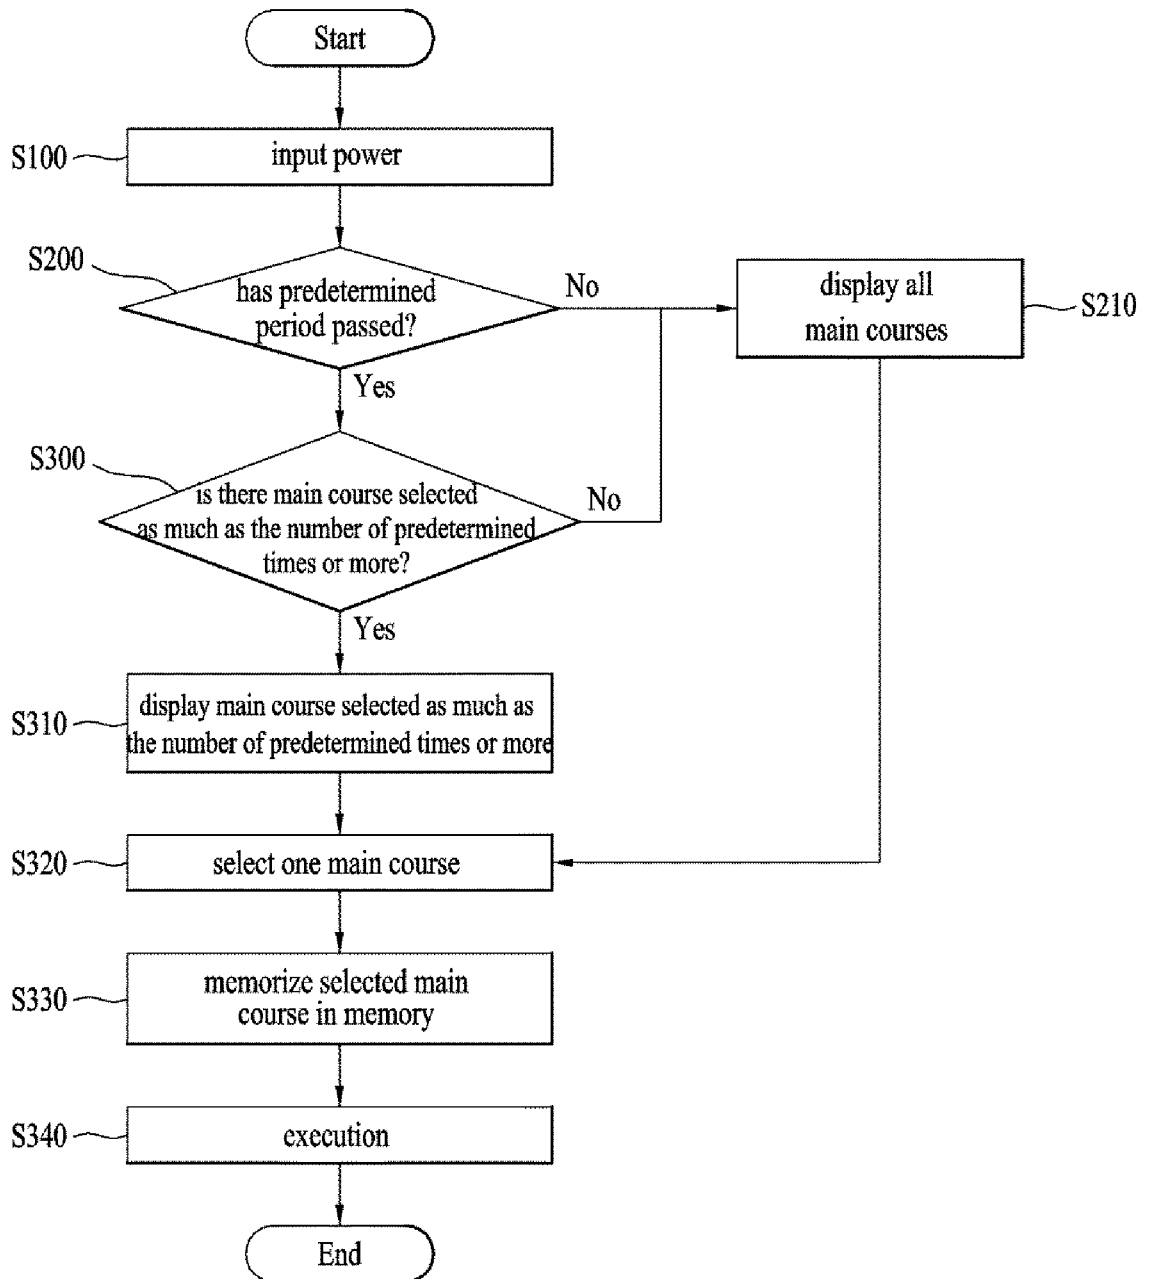 Start
S100
input power
S200
has predetermined
period passed?
No
display all
main courses
S210
Yes
S300
is there main course selected
as much as the number of predetermined
times or more?
No
Yes
S310
display main course selected as much as
the number of predetermined times or more
S320
select one main course
S330
memorize selected main
course in memory
S340
execution
End